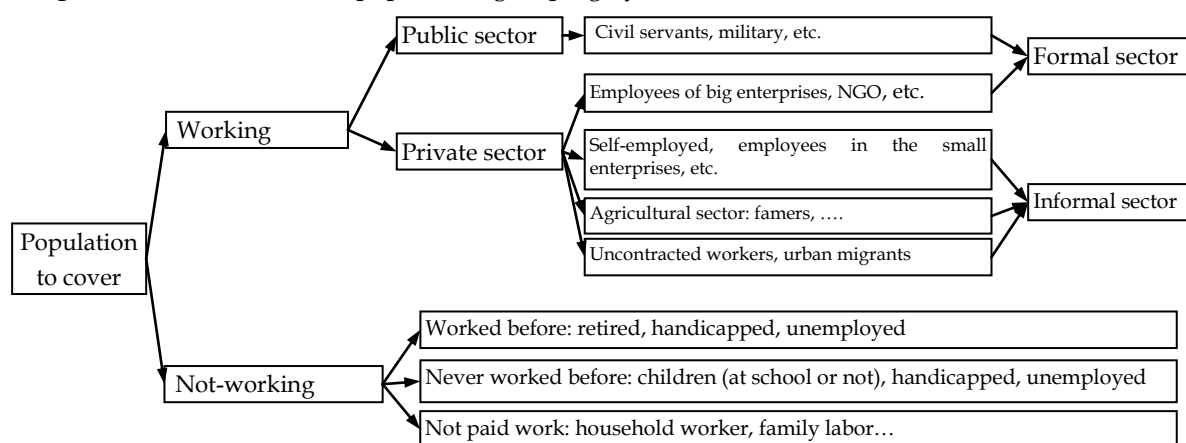 Public sector
Civil servants, military, etc.
Formal sector
Employees of big enterprises, NGO, etc.
Working
Private sector
Self-employed, employees in the small
enterprises, etc.
Agricultural sector: famers, ….
Informal sector
Uncontracted workers, urban migrants
Population
to cover
Worked before: retired, handicapped, unemployed
Not-working
Never worked before: children (at school or not), handicapped, unemployed
Not paid work: household worker, family labor…